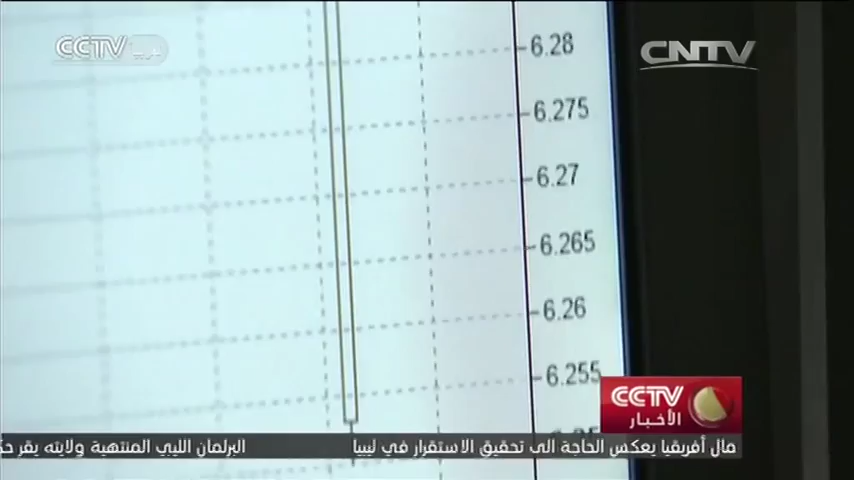 CCTV العربية
CNTV
6.28
6.275
6.27
6.265
6.26
6.255
CCTV
الأخبار
مال أفريقيا يعكس الحاجة الى تحقيق الاستقرار في ليبيا
البرلمان الليبي المنتهية ولايته يقر